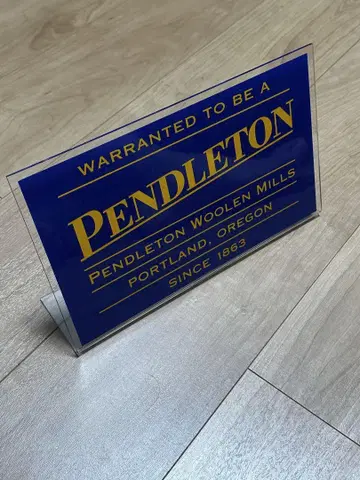 WARRANTED TO BE A
PENDLETON
PENDLETON WOOLEN MILLS
PORTLAND, OREGON
SINCE 1863